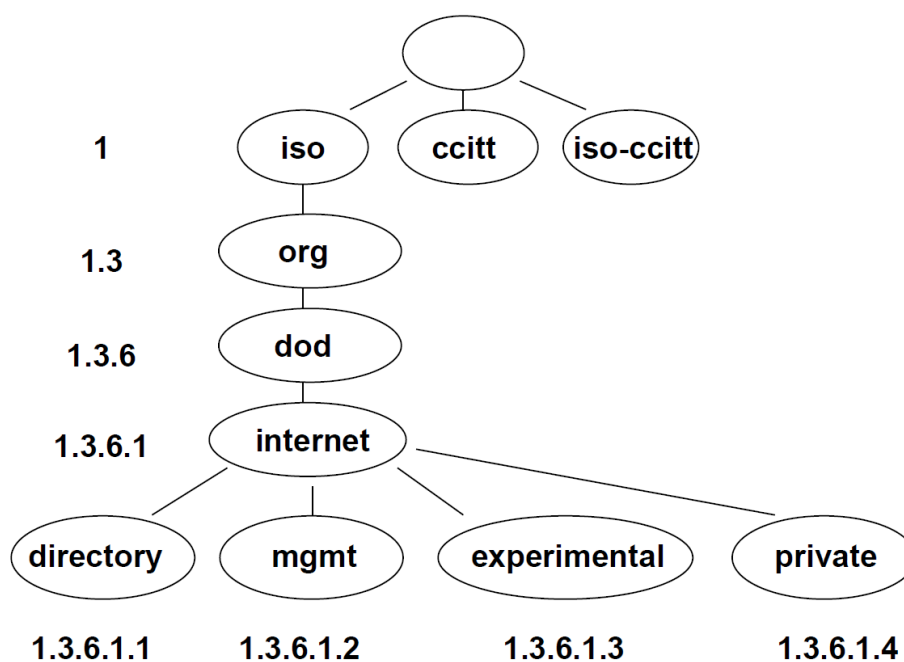 1 iso ccitt iso-ccitt
1.3 org
1.3.6 dod
1.3.6.1 internet
directory mgmt experimental private
1.3.6.1.1 1.3.6.1.2 1.3.6.1.3 1.3.6.1.4